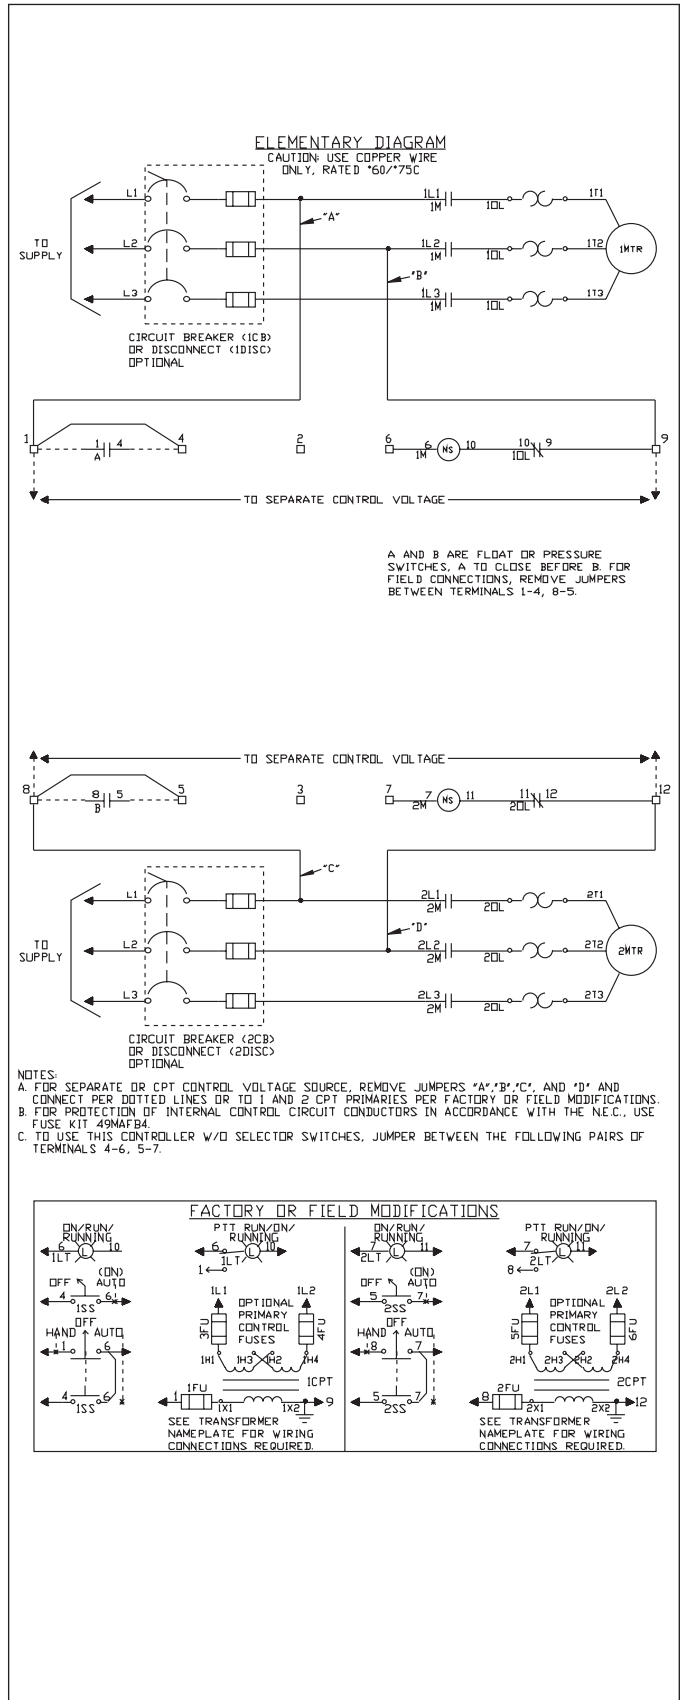 ELEMENTARY DIAGRAM
CAUTION: USE COPPER WIRE
ONLY, RATED °60/°75C
L1
1L1
1M
1OL
1T1
"A"
TO
SUPPLY
L2
1L2
1M
1OL
1T2
1MTR
"B"
L3
1L3
1M
1OL
1T3
CIRCUIT BREAKER (1CB)
OR DISCONNECT (1DISC)
OPTIONAL
1
1
4
A
4
2
6
6
1M
NS
10
10
1OL
9
9
TO SEPARATE CONTROL VOLTAGE
A AND B ARE FLOAT OR PRESSURE
SWITCHES, A TO CLOSE BEFORE B. FOR
FIELD CONNECTIONS, REMOVE JUMPERS
BETWEEN TERMINALS 1-4, 8-5.
TO SEPARATE CONTROL VOLTAGE
8
8
5
B
5
3
7
7
2M
NS
11
11
2OL
12
12
"C"
L1
2L1
2M
2OL
2T1
"D"
TO
SUPPLY
L2
2L2
2M
2OL
2T2
2MTR
L3
2L3
2M
2OL
2T3
CIRCUIT BREAKER (2CB)
OR DISCONNECT (2DISC)
OPTIONAL
NOTES:
A. FOR SEPARATE OR CPT CONTROL VOLTAGE SOURCE, REMOVE JUMPERS "A","B","C", AND "D" AND
CONNECT PER DOTTED LINES OR TO 1 AND 2 CPT PRIMARIES PER FACTORY OR FIELD MODIFICATIONS.
B. FOR PROTECTION OF INTERNAL CONTROL CIRCUIT CONDUCTORS IN ACCORDANCE WITH THE N.E.C., USE
FUSE KIT 49MAFB4.
C. TO USE THIS CONTROLLER W/O SELECTOR SWITCHES, JUMPER BETWEEN THE FOLLOWING PAIRS OF
TERMINALS 4-6, 5-7.
FACTORY OR FIELD MODIFICATIONS
ON/RUN/
RUNNING
6
L
10
1LT
OFF
(ON)
AUTO
4
6
1SS
OFF
HAND
AUTO
1
6
4
6
1SS
PTT RUN/ON/
RUNNING
6
L
10
1LT
1
1L1
1L2
OPTIONAL
PRIMARY
CONTROL
FUSES
3FU
4FU
1H1
1H3
1H2
1H4
1CPT
1
1FU
1X1
1X2
9
SEE TRANSFORMER
NAMEPLATE FOR WIRING
CONNECTIONS REQUIRED.
ON/RUN/
RUNNING
7
L
11
2LT
OFF
(ON)
AUTO
5
7
2SS
OFF
HAND
AUTO
8
7
5
7
2SS
PTT RUN/ON/
RUNNING
7
L
11
2LT
8
2L1
2L2
OPTIONAL
PRIMARY
CONTROL
FUSES
5FU
6FU
2H1
2H3
2H2
2H4
2CPT
8
2FU
2X1
2X2
12
SEE TRANSFORMER
NAMEPLATE FOR WIRING
CONNECTIONS REQUIRED.